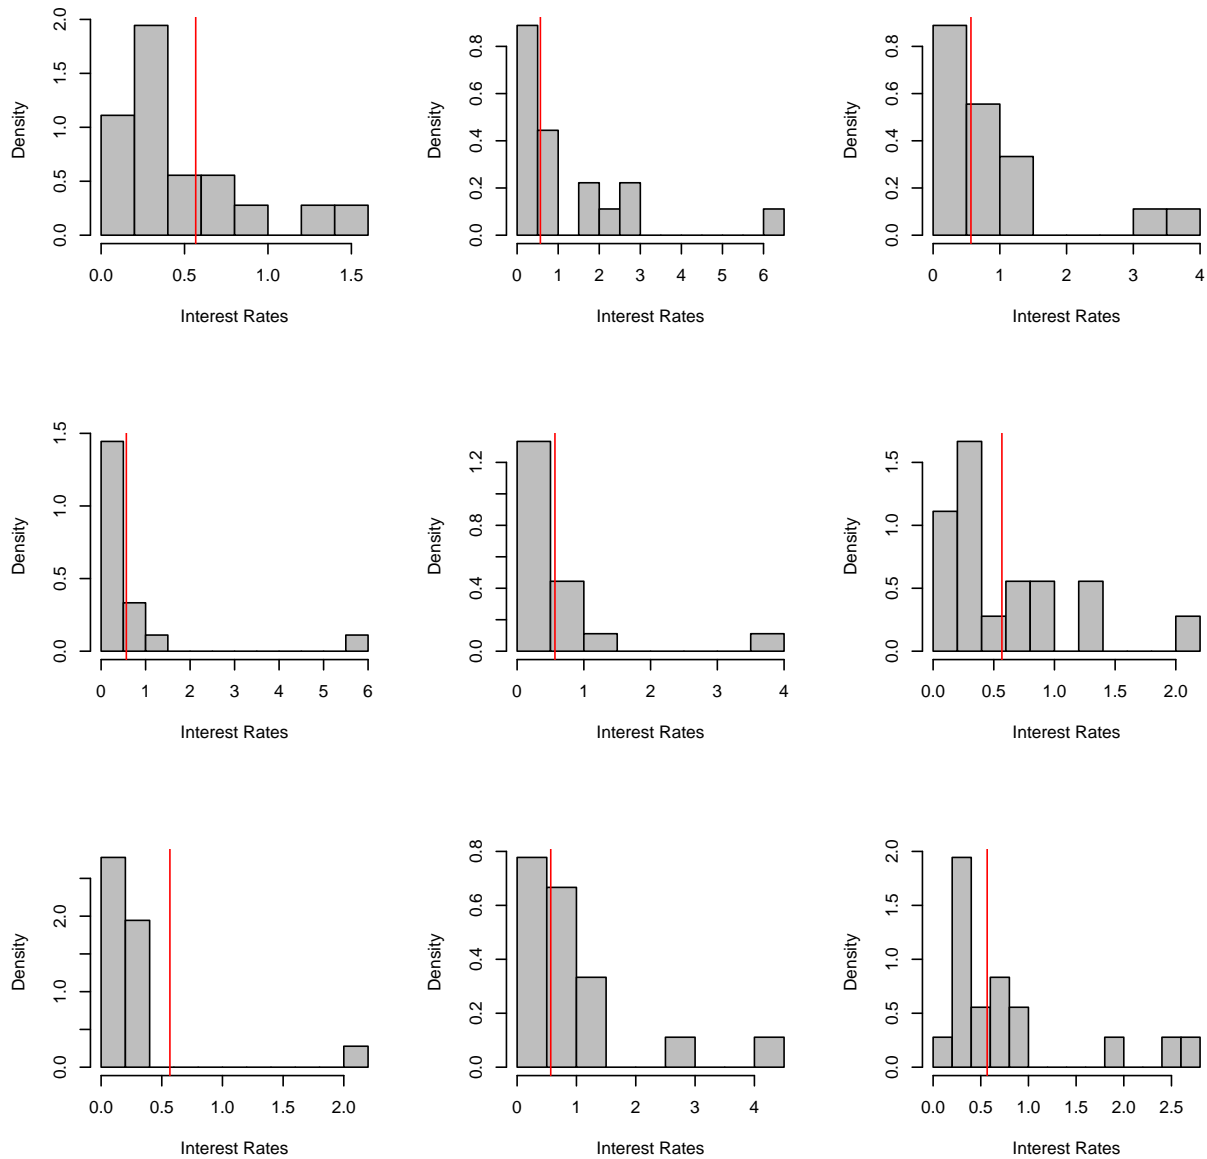 Density
0.0 0.5 1.0 1.5 2.0
0.0 0.5 1.0 1.5
Interest Rates
Density
0.0 0.2 0.4 0.6 0.8
0 1 2 3 4 5 6
Interest Rates
Density
0.0 0.2 0.4 0.6 0.8
0 1 2 3 4
Interest Rates
Density
0.0 0.5 1.0 1.5
0 1 2 3 4 5 6
Interest Rates
Density
0.0 0.4 0.8 1.2
0 1 2 3 4
Interest Rates
Density
0.0 0.5 1.0 1.5
0.0 0.5 1.0 1.5 2.0
Interest Rates
Density
0.0 1.0 2.0
0.0 0.5 1.0 1.5 2.0
Interest Rates
Density
0.0 0.2 0.4 0.6 0.8
0 1 2 3 4
Interest Rates
Density
0.0 0.5 1.0 1.5 2.0
0.0 0.5 1.0 1.5 2.0 2.5
Interest Rates